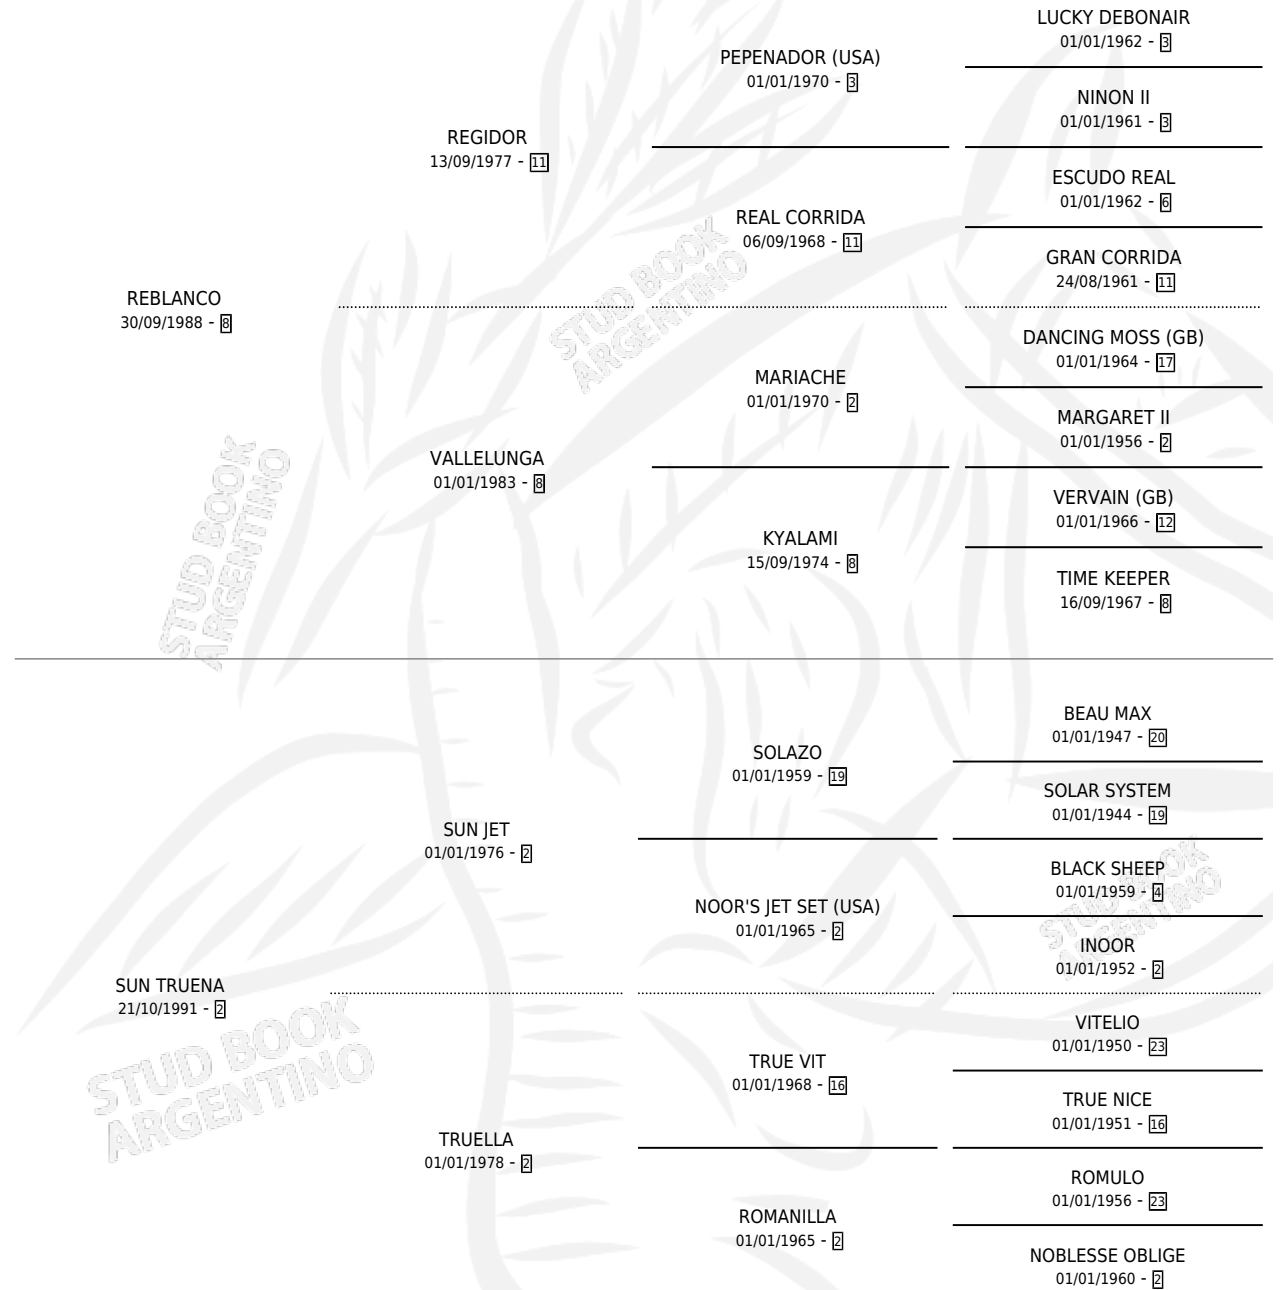 LUCKY DEBONAIR
01/01/1962 - 3
PEPENADOR (USA)
01/01/1970 - 3
NINON II
01/01/1961 - 3
REGIDOR
13/09/1977 - 11
ESCUDO REAL
01/01/1962 - 6
REAL CORRIDA
06/09/1968 - 11
GRAN CORRIDA
24/08/1961 - 11
REBLANCO
30/09/1988 - 8
STUD BOOK
ARGENTINO
DANCING MOSS (GB)
01/01/1964 - 17
MARIACHE
01/01/1970 - 2
MARGARET II
01/01/1956 - 2
VALLELUNGA
01/01/1983 - 8
VERVAIN (GB)
01/01/1966 - 12
KYALAMI
15/09/1974 - 8
TIME KEEPER
16/09/1967 - 8
STUD BOOK
ARGENTINO
BEAU MAX
01/01/1947 - 20
SOLAZO
01/01/1959 - 19
SOLAR SYSTEM
01/01/1944 - 19
SUN JET
01/01/1976 - 2
BLACK SHEEP
01/01/1959 - 4
NOOR'S JET SET (USA)
01/01/1965 - 2
STUD BOOK
ARGENTINO
INOOR
01/01/1952 - 2
SUN TRUENA
21/10/1991 - 2
STUD BOOK
ARGENTINO
VITELIO
01/01/1950 - 23
TRUE VIT
01/01/1968 - 16
TRUE NICE
01/01/1951 - 16
TRUELLA
01/01/1978 - 2
ROMULO
01/01/1956 - 23
ROMANILLA
01/01/1965 - 2
NOBLESSE OBLIGE
01/01/1960 - 2